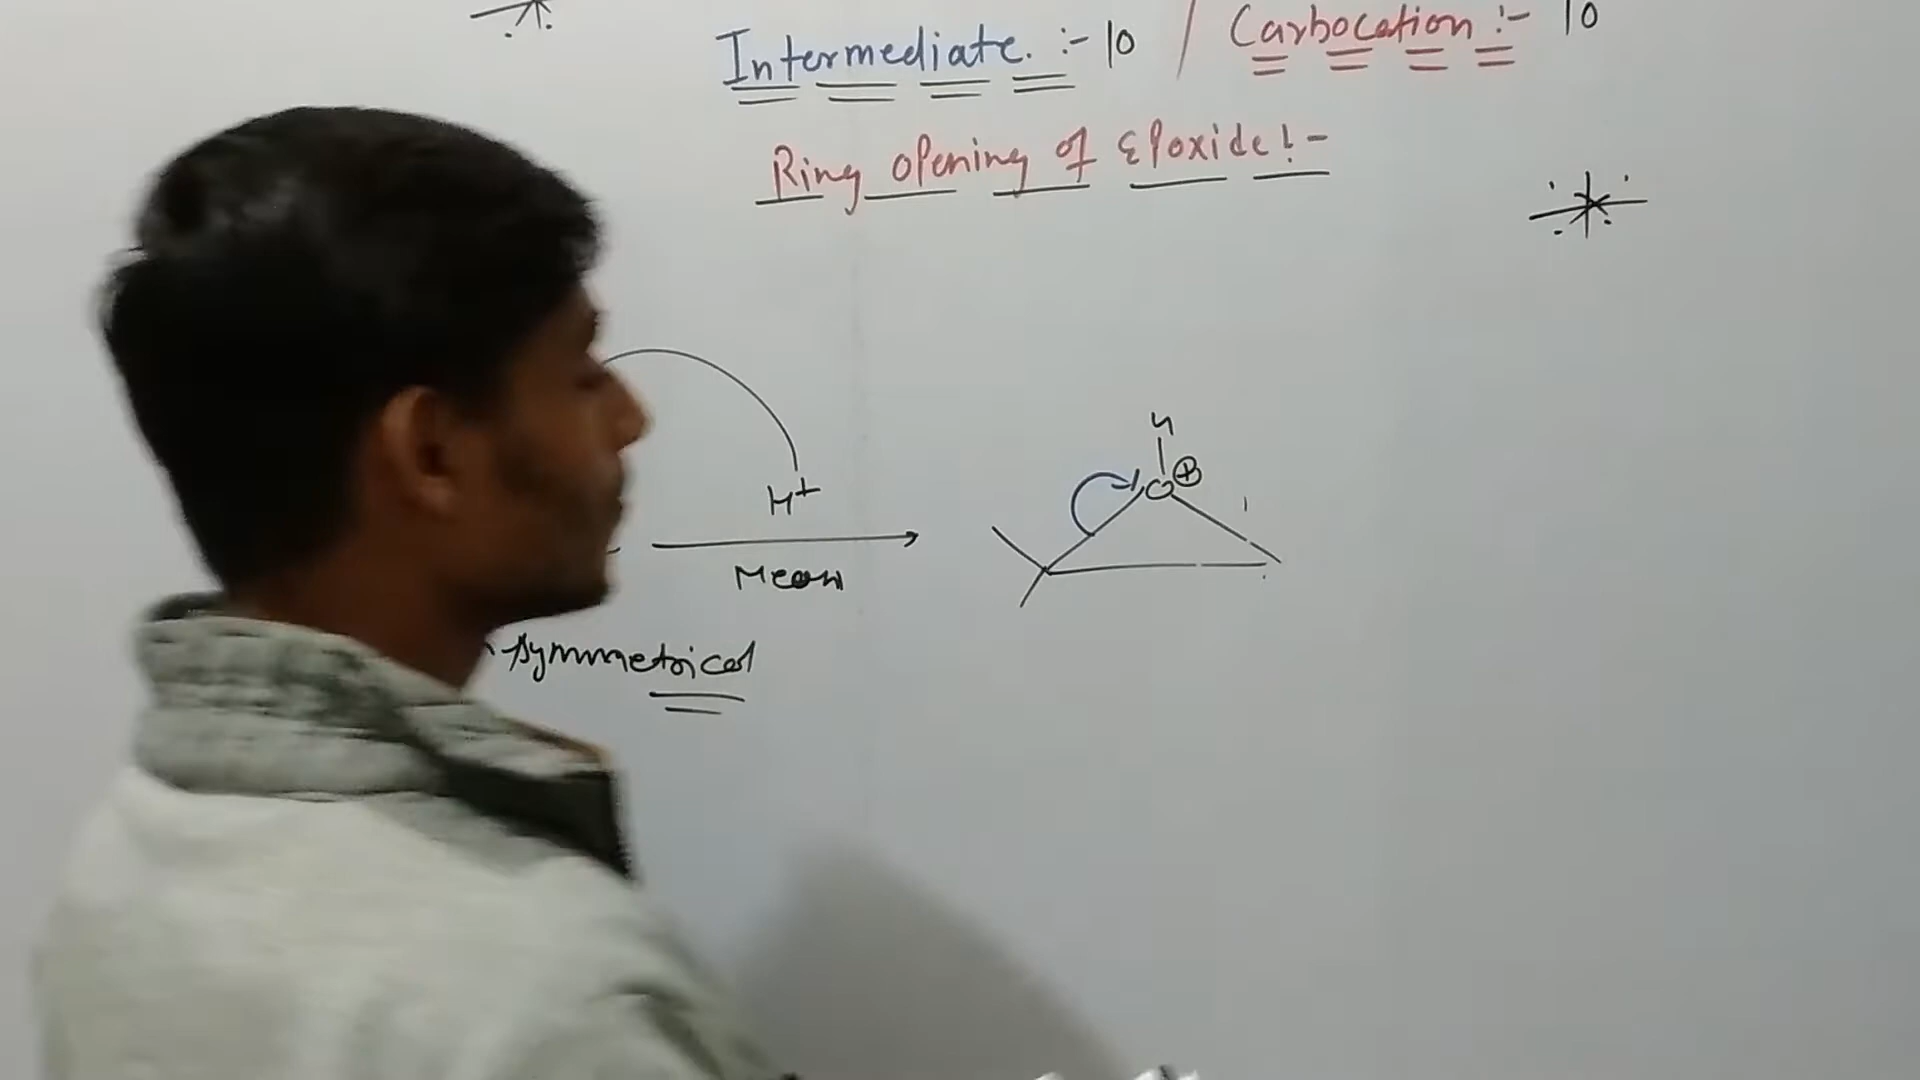 Intermediate :- 10 / Carbocation :- 10
Ring opening of Epoxide :-
H
O ⊕
H+
MeOH
symmetrical